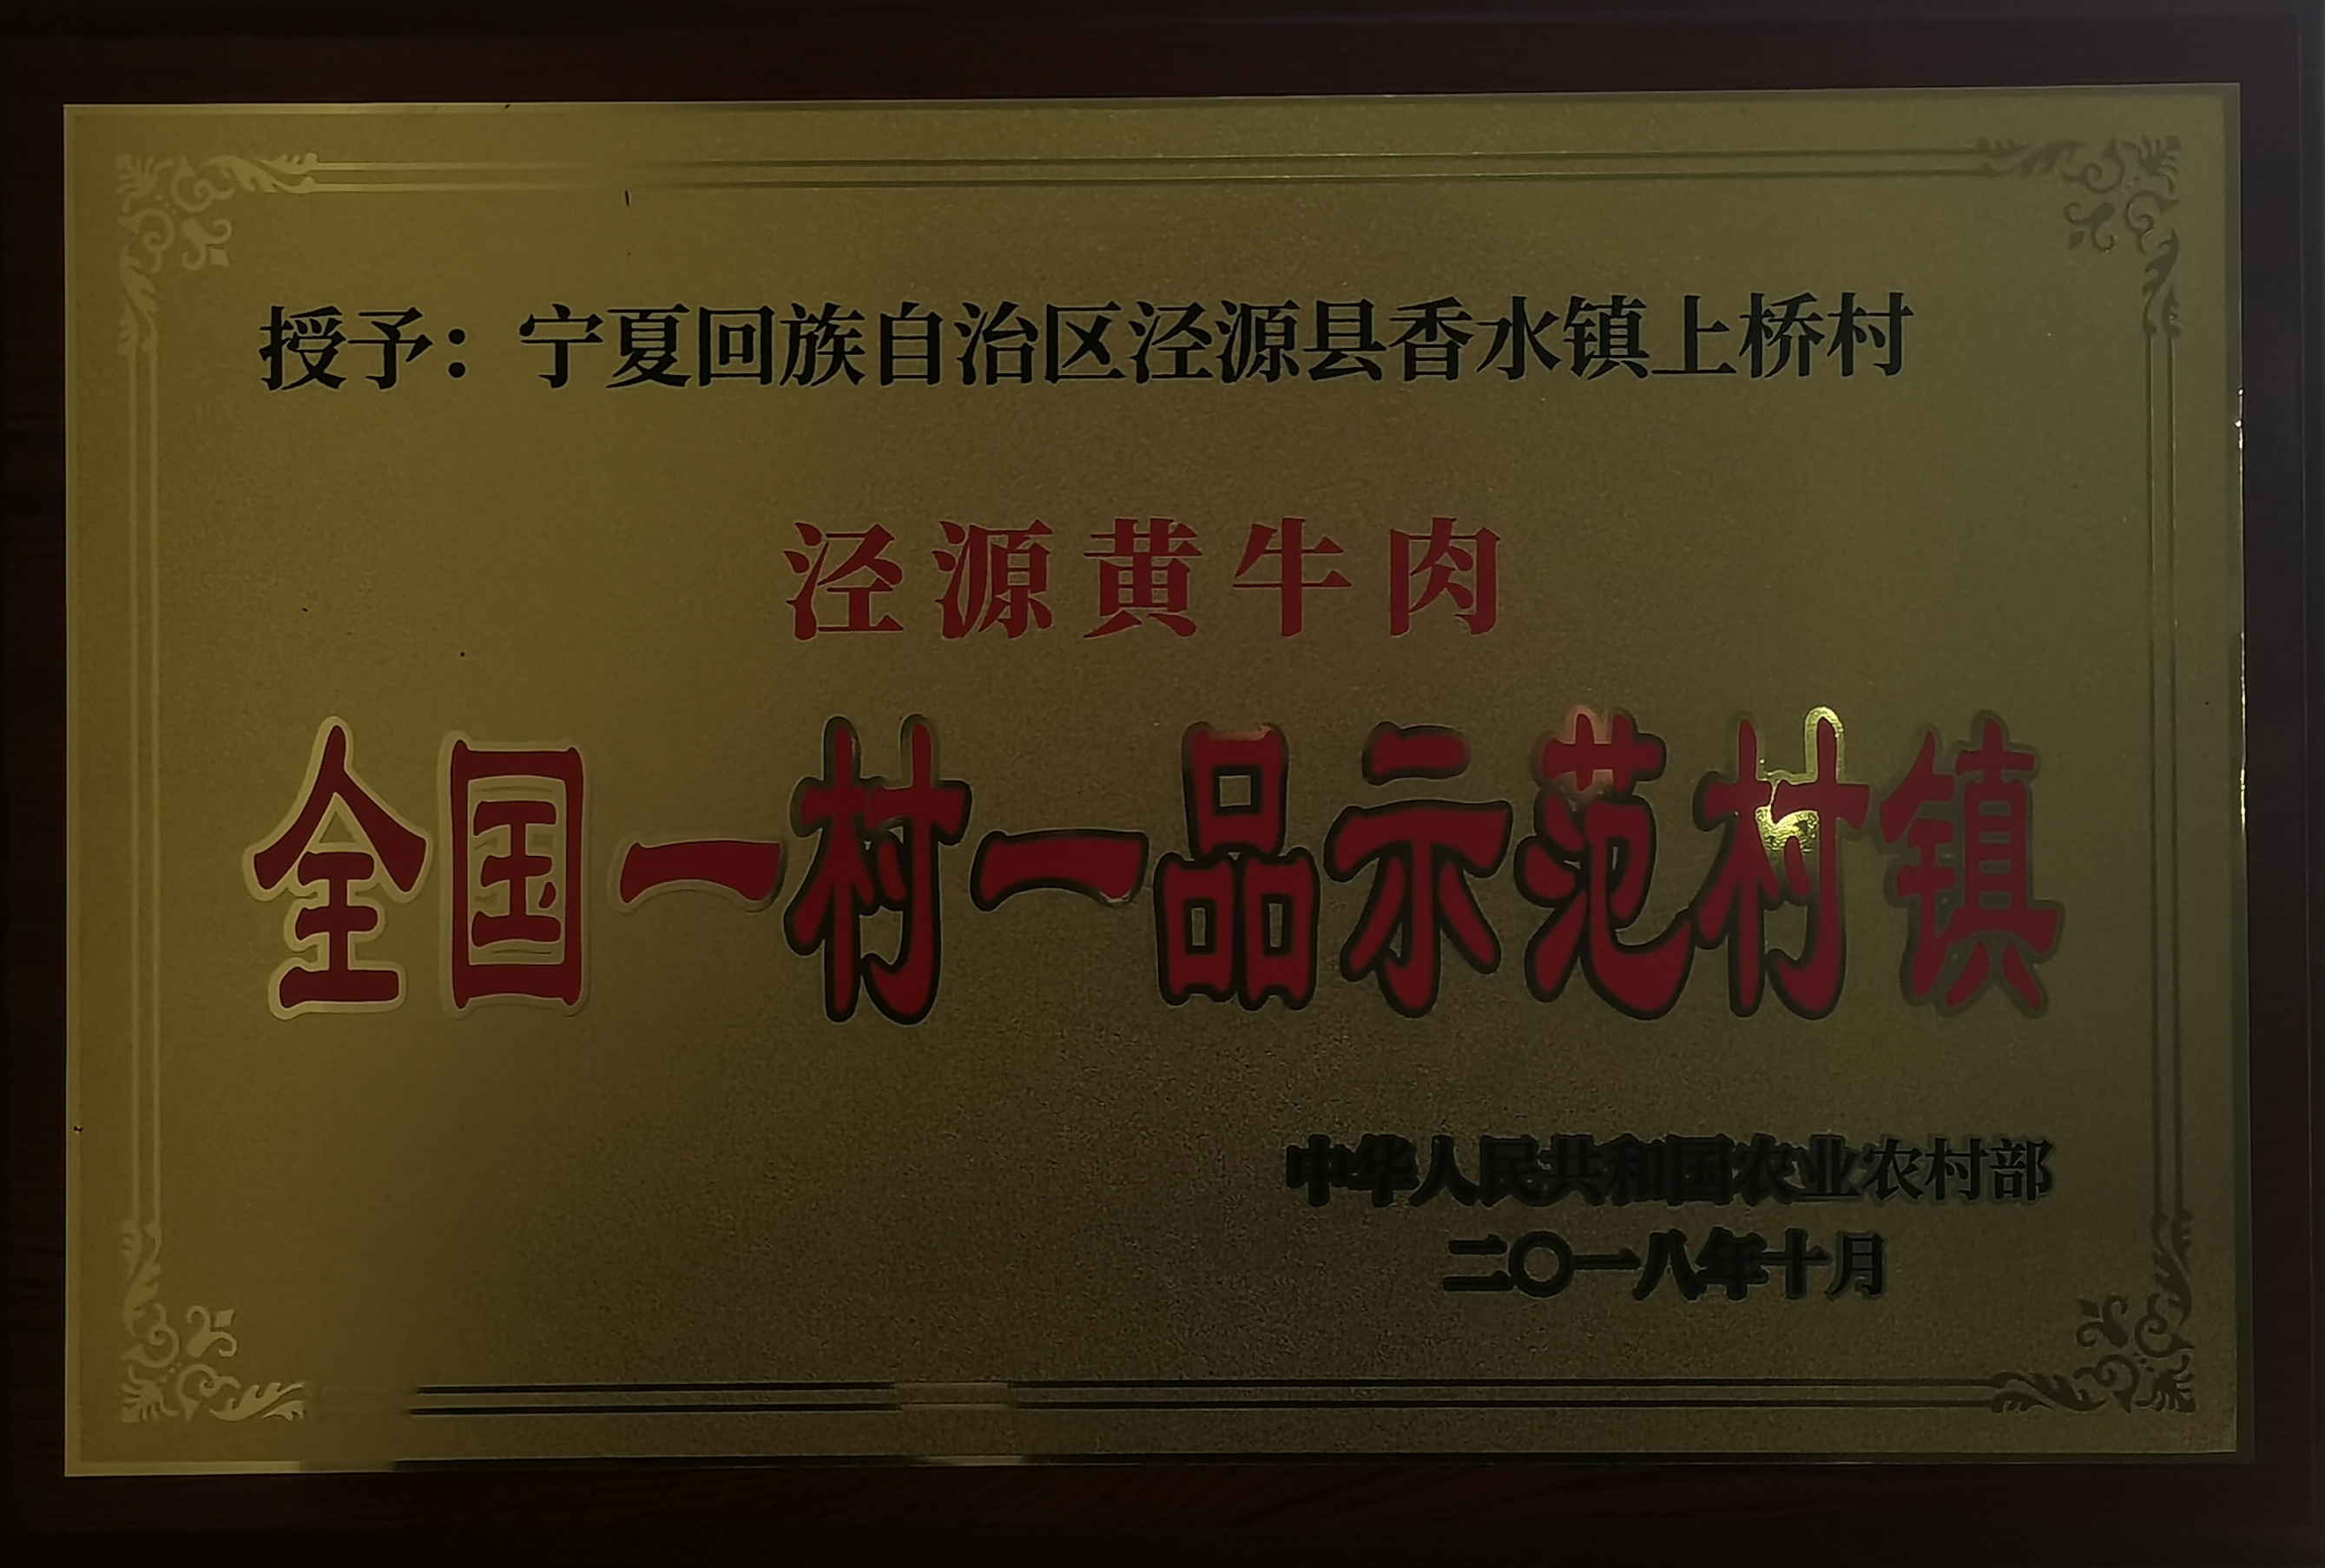 授予：宁夏回族自治区泾源县香水镇上桥村
泾源黄牛肉
全国一村一品示范村镇
中华人民共和国农业农村部
二〇一八年十月